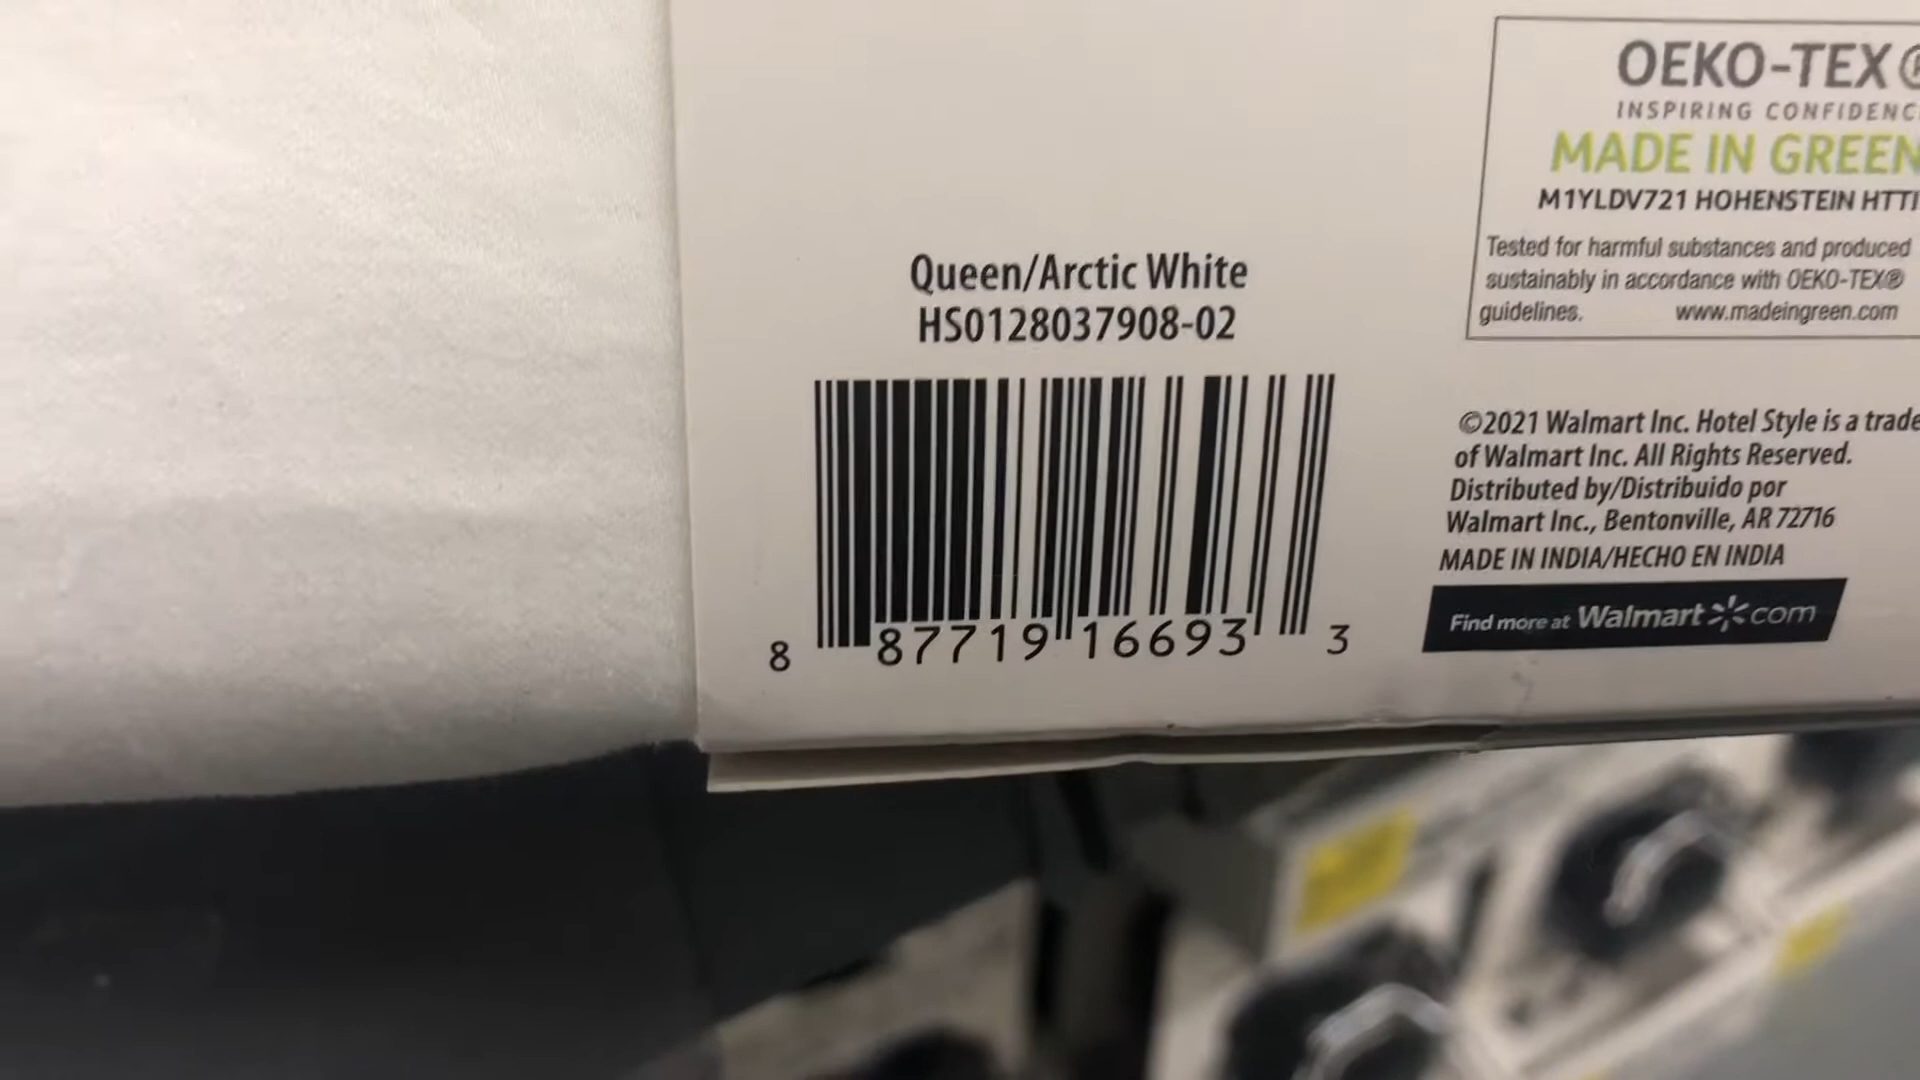 OEKO-TEX®
INSPIRING
MADE IN GREEN
M1YLDV721 HOHENSTEIN HTTI
Tested for harmful substances and produced
sustainably in accordance with OEKO-TEX®
guidelines. www.madeingreen.com
Queen/Arctic White
HS0128037908-02
8 87719 16693 3
©2021 Walmart Inc. Hotel Style is a trade
of Walmart Inc. All Rights Reserved.
Distributed by/Distribuido por
Walmart Inc., Bentonville, AR 72716
MADE IN INDIA/HECHO EN INDIA
Find more at Walmart com